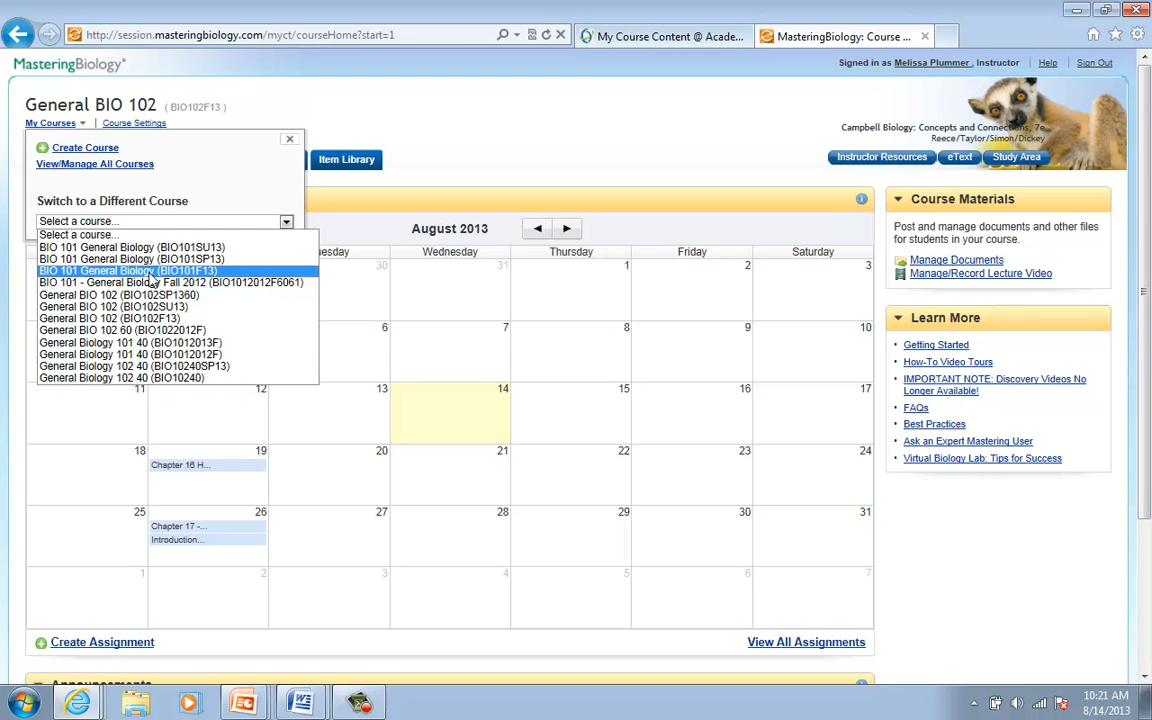 http://session.masteringbiology.com/myct/courseHome?start=1
My Course Content @ Acade...
MasteringBiology: Course ...
MasteringBiology®
Signed in as Melissa Plummer, Instructor
Help
Sign Out
General BIO 102 ( BIO102F13 )
My Courses
Course Settings
Campbell Biology: Concepts and Connections, 7e
Reece/Taylor/Simon/Dickey
Create Course
View/Manage All Courses
Item Library
Instructor Resources
eText
Study Area
Switch to a Different Course
Select a course...
Select a course...
BIO 101 General Biology (BIO101SU13)
BIO 101 General Biology (BIO101SP13)
BIO 101 General Biology (BIO101F13)
BIO 101 - General Biology Fall 2012 (BIO1012012F6061)
General BIO 102 (BIO102SP1360)
General BIO 102 (BIO102SU13)
General BIO 102 (BIO102F13)
General BIO 102 60 (BIO1022012F)
General Biology 101 40 (BIO1012013F)
General Biology 101 40 (BIO1012012F)
General Biology 102 40 (BIO10240SP13)
General Biology 102 40 (BIO10240)
August 2013
uesday Wednesday Thursday Friday Saturday
30 31 1 2 3
6 7 8 9 10
11 12 13 14 15 16 17
18 19 20 21 22 23 24
Chapter 16 H...
25 26 27 28 29 30 31
Chapter 17 -...
Introduction...
1 2 3 4 5 6 7
Create Assignment
View All Assignments
Announcements
Course Materials
Post and manage documents and other files
for students in your course.
Manage Documents
Manage/Record Lecture Video
Learn More
Getting Started
How-To Video Tours
IMPORTANT NOTE: Discovery Videos No
Longer Available!
FAQs
Best Practices
Ask an Expert Mastering User
Virtual Biology Lab: Tips for Success
10:21 AM
8/14/2013